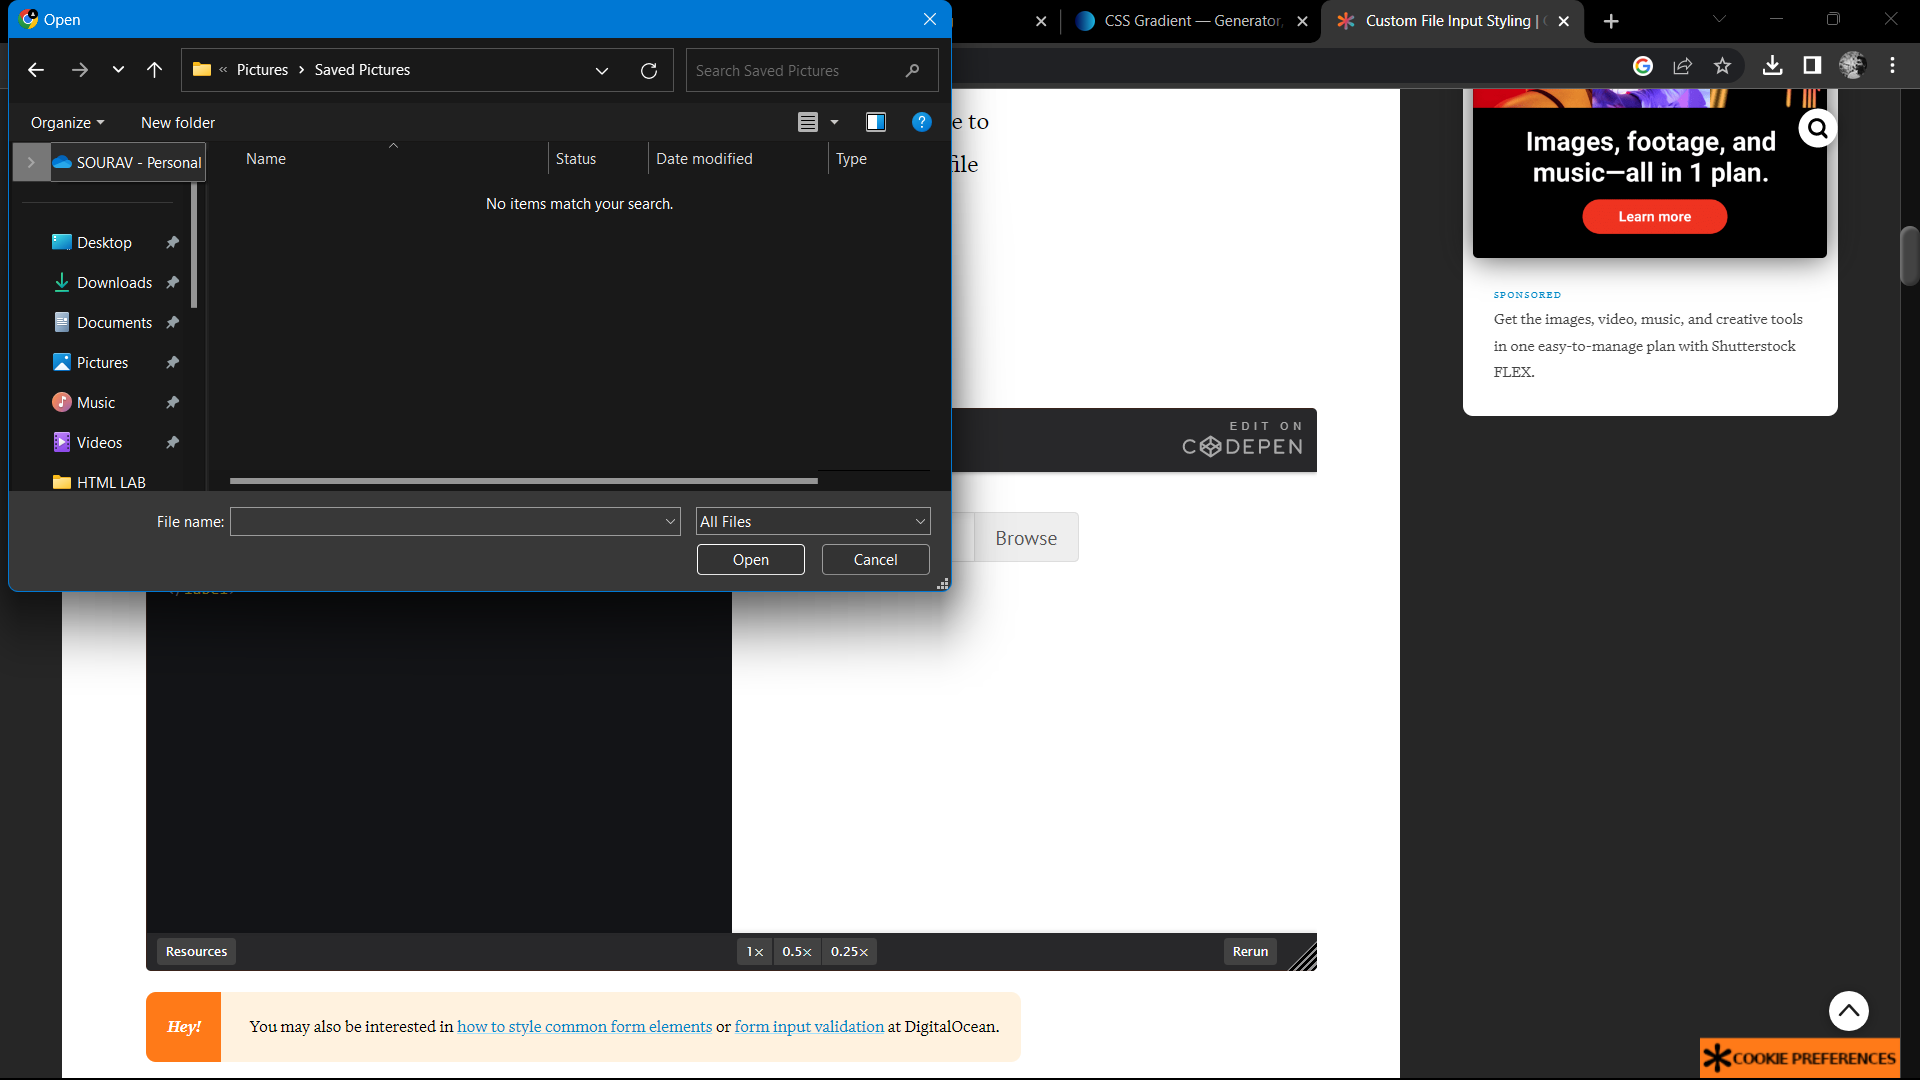 Open
CSS Gradient — Generator,
Custom File Input Styling |
Pictures
Saved Pictures
Search Saved Pictures
Organize
New folder
SOURAV - Personal
Name
Status
Date modified
Type
No items match your search.
Desktop
Downloads
Documents
Pictures
Music
Videos
HTML LAB
File name:
All Files
Open
Cancel
e to
file
EDIT ON
CODEPEN
Browse
Resources
1×
0.5×
0.25×
Rerun
Hey!
You may also be interested in how to style common form elements or form input validation at DigitalOcean.
Images, footage, and
music—all in 1 plan.
Learn more
SPONSORED
Get the images, video, music, and creative tools
in one easy-to-manage plan with Shutterstock
FLEX.
COOKIE PREFERENCES